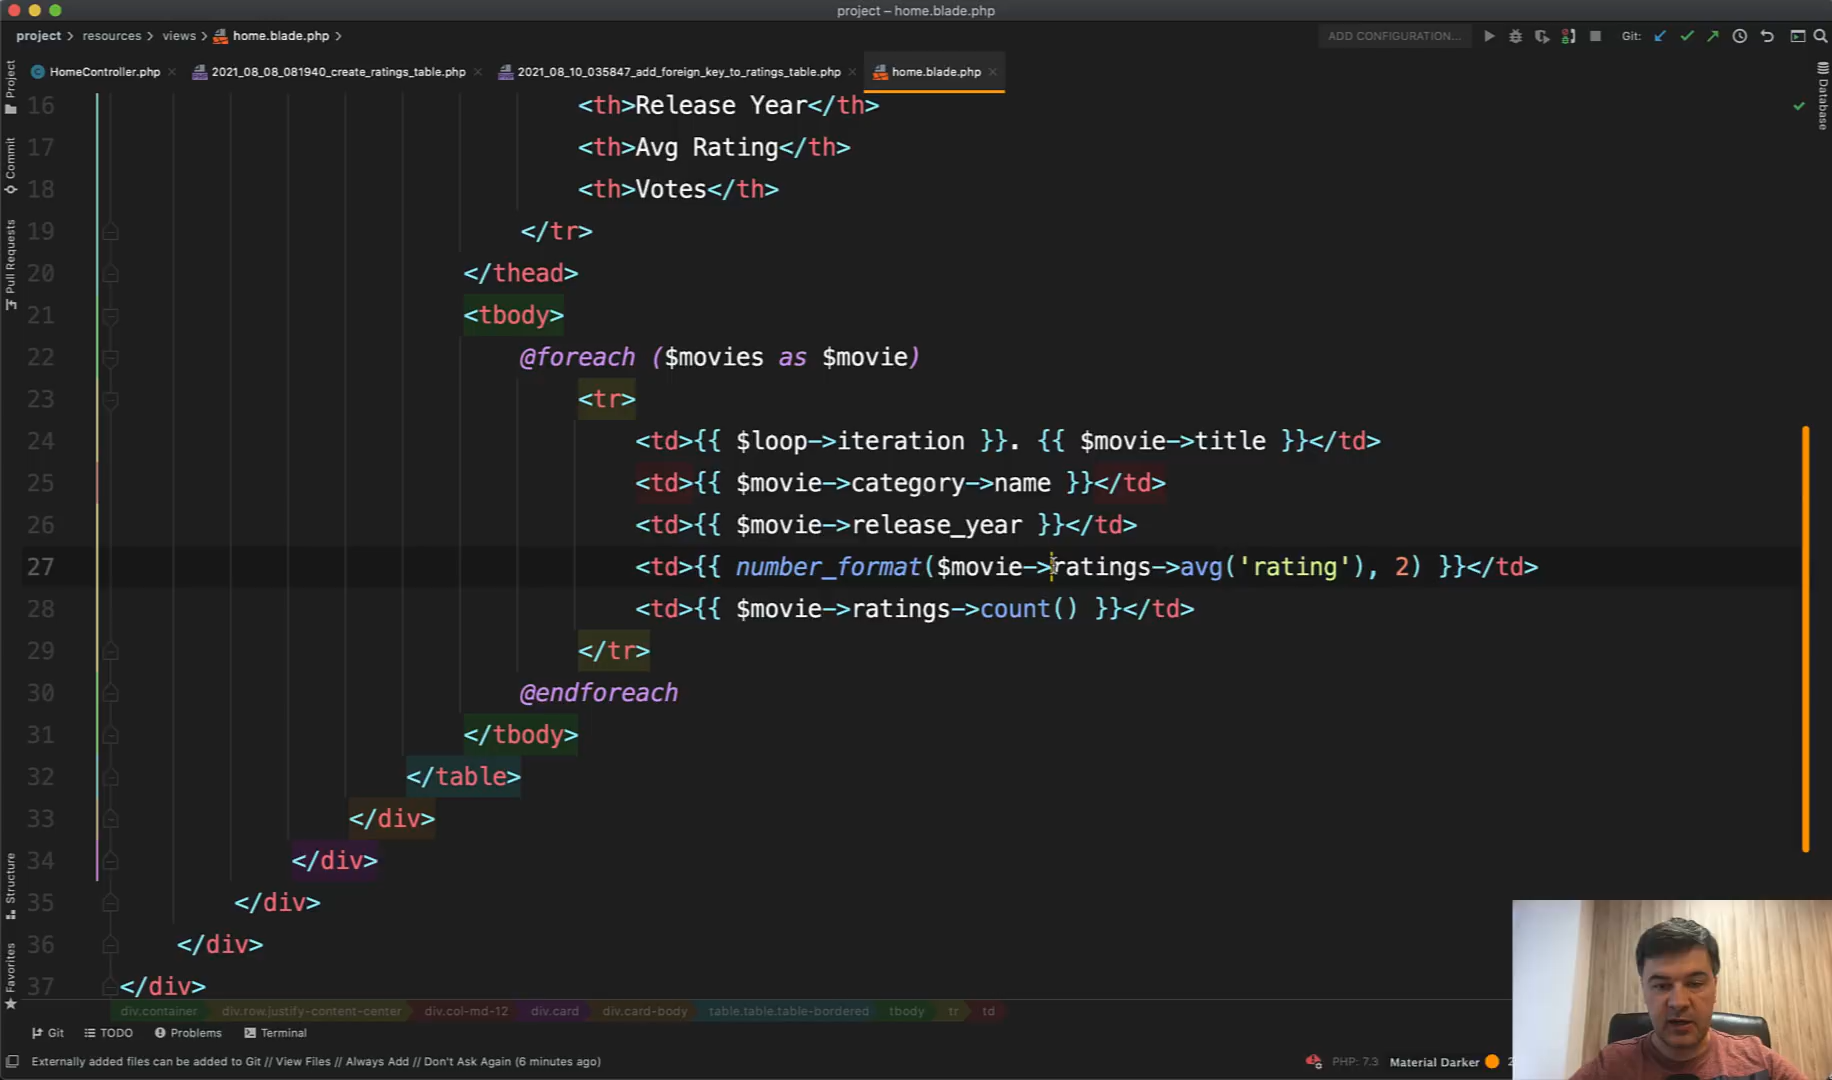 project – home.blade.php
project > resources > views > home.blade.php >
ADD CONFIGURATION...
Git:
HomeController.php
2021_08_08_081940_create_ratings_table.php
2021_08_10_035847_add_foreign_key_to_ratings_table.php
home.blade.php
Project
Commit
Pull Requests
Structure
Favorites
Database
16 <th>Release Year</th>
17 <th>Avg Rating</th>
18 <th>Votes</th>
19 </tr>
20 </thead>
21 <tbody>
22 @foreach ($movies as $movie)
23 <tr>
24 <td>{{ $loop->iteration }}. {{ $movie->title }}</td>
25 <td>{{ $movie->category->name }}</td>
26 <td>{{ $movie->release_year }}</td>
27 <td>{{ number_format($movie->ratings->avg('rating'), 2) }}</td>
28 <td>{{ $movie->ratings->count() }}</td>
29 </tr>
30 @endforeach
31 </tbody>
32 </table>
33 </div>
34 </div>
35 </div>
36 </div>
37 </div>
div.container div.row.justify-content-center div.col-md-12 div.card div.card-body table.table.table-bordered tbody tr td
Git TODO Problems Terminal
Externally added files can be added to Git // View Files // Always Add // Don't Ask Again (6 minutes ago)
PHP: 7.3 Material Darker